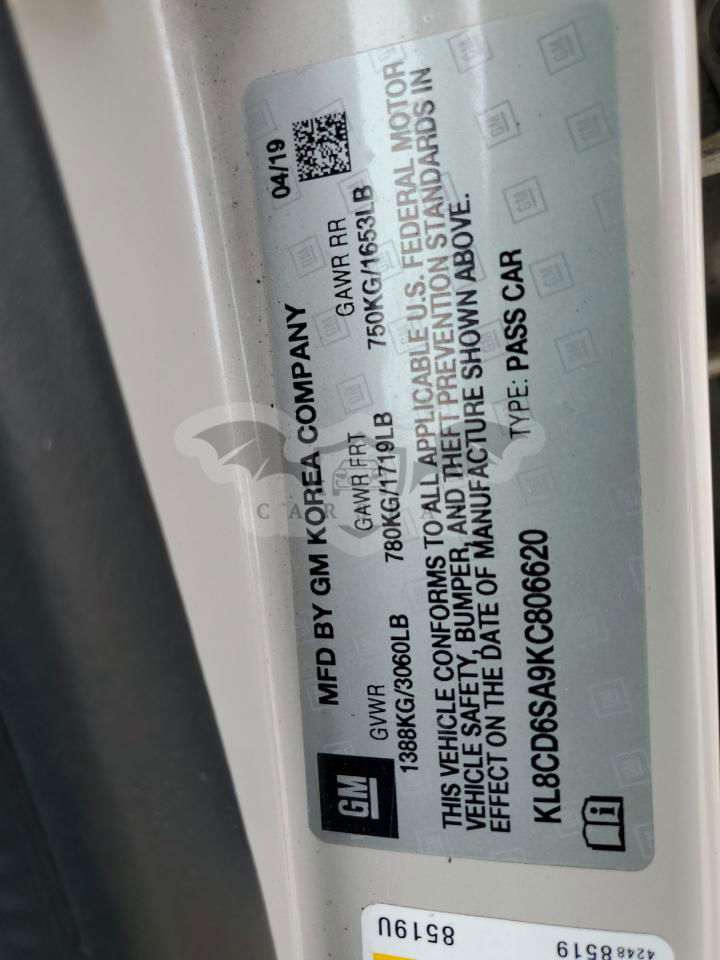 04/19
MFD BY GM KOREA COMPANY
GM
GVWR GAWR FRT GAWR RR
1388KG/3060LB 780KG/1719LB 750KG/1653LB
THIS VEHICLE CONFORMS TO ALL APPLICABLE U.S. FEDERAL MOTOR
VEHICLE SAFETY, BUMPER, AND THEFT PREVENTION STANDARDS IN
EFFECT ON THE DATE OF MANUFACTURE SHOWN ABOVE.
KL8CD6SA9KC806620 TYPE: PASS CAR
8519U
42488519